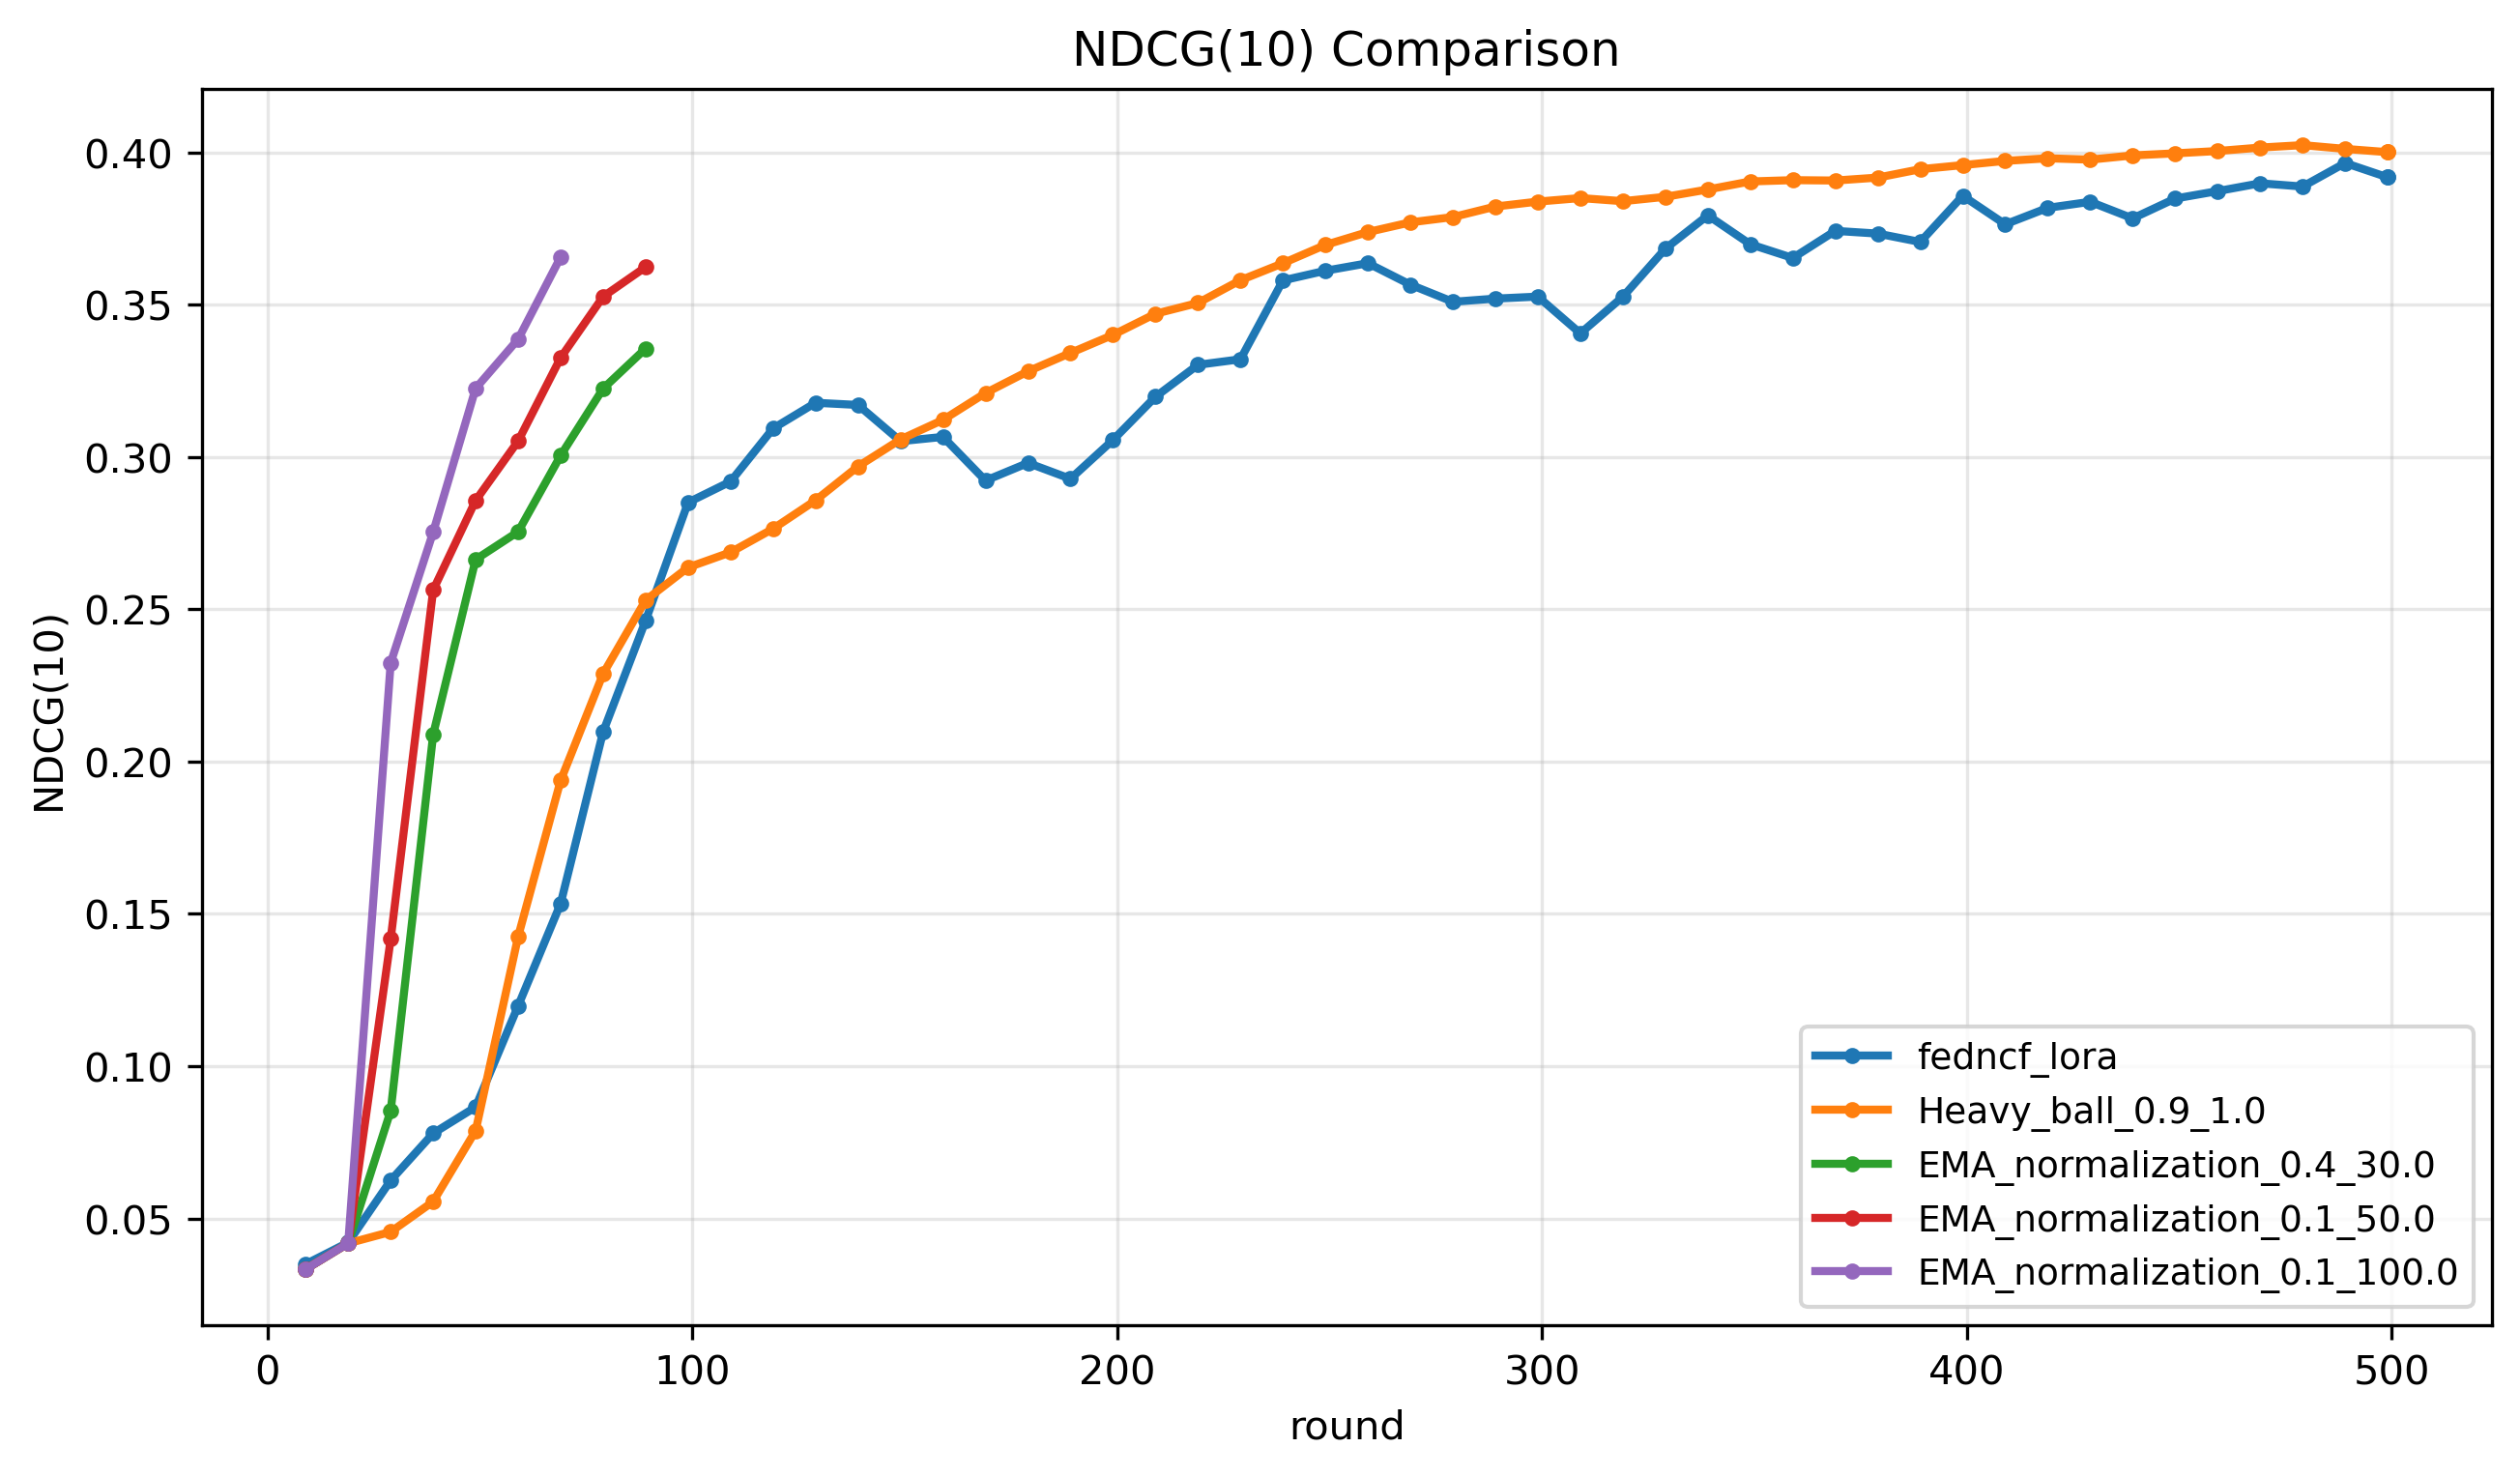 NDCG(10) Comparison
NDCG(10)
0.40
0.35
0.30
0.25
0.20
0.15
0.10
0.05
0 100 200 300 400 500
round
fedncf_lora
Heavy_ball_0.9_1.0
EMA_normalization_0.4_30.0
EMA_normalization_0.1_50.0
EMA_normalization_0.1_100.0